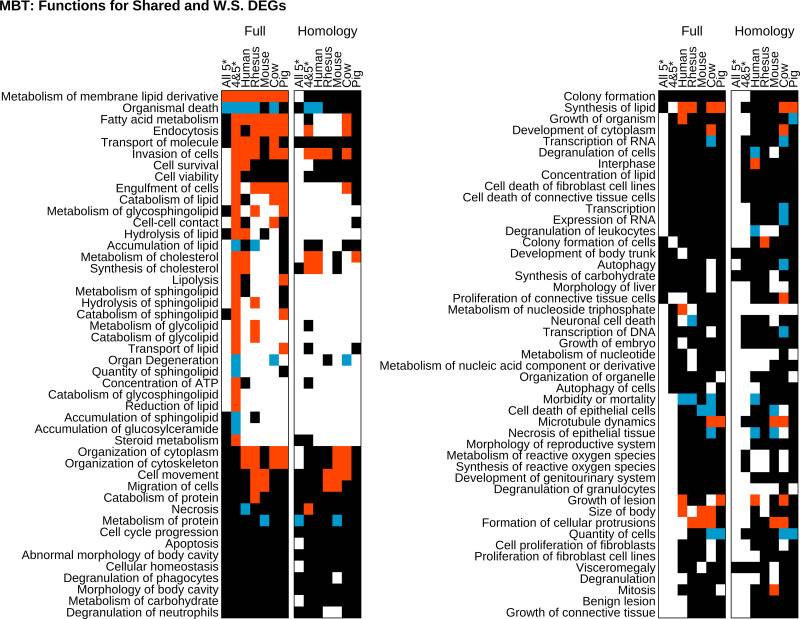 MBT: Functions for Shared and W.S. DEGs
Full
Homology
All 5*
4&5*
Human
Rhesus
Mouse
Cow
Pig
All 5*
4&5*
Human
Rhesus
Mouse
Cow
Pig
Metabolism of membrane lipid derivative
Organismal death
Fatty acid metabolism
Endocytosis
Transport of molecule
Invasion of cells
Cell survival
Cell viability
Engulfment of cells
Catabolism of lipid
Metabolism of glycosphingolipid
Cell-cell contact
Hydrolysis of lipid
Accumulation of lipid
Metabolism of cholesterol
Synthesis of cholesterol
Lipolysis
Metabolism of sphingolipid
Hydrolysis of sphingolipid
Catabolism of sphingolipid
Metabolism of glycolipid
Catabolism of glycolipid
Transport of lipid
Organ Degeneration
Quantity of sphingolipid
Concentration of ATP
Catabolism of glycosphingolipid
Reduction of lipid
Accumulation of sphingolipid
Accumulation of glucosylceramide
Steroid metabolism
Organization of cytoplasm
Organization of cytoskeleton
Cell movement
Migration of cells
Catabolism of protein
Necrosis
Metabolism of protein
Cell cycle progression
Apoptosis
Abnormal morphology of body cavity
Cellular homeostasis
Degranulation of phagocytes
Morphology of body cavity
Metabolism of carbohydrate
Degranulation of neutrophils
Full
Homology
All 5*
4&5*
Human
Rhesus
Mouse
Cow
Pig
All 5*
4&5*
Human
Rhesus
Mouse
Cow
Pig
Colony formation
Synthesis of lipid
Growth of organism
Development of cytoplasm
Transcription of RNA
Degranulation of cells
Interphase
Concentration of lipid
Cell death of fibroblast cell lines
Cell death of connective tissue cells
Transcription
Expression of RNA
Degranulation of leukocytes
Colony formation of cells
Development of body trunk
Autophagy
Synthesis of carbohydrate
Morphology of liver
Proliferation of connective tissue cells
Metabolism of nucleoside triphosphate
Neuronal cell death
Transcription of DNA
Growth of embryo
Metabolism of nucleotide
Metabolism of nucleic acid component or derivative
Organization of organelle
Autophagy of cells
Morbidity or mortality
Cell death of epithelial cells
Microtubule dynamics
Necrosis of epithelial tissue
Morphology of reproductive system
Metabolism of reactive oxygen species
Synthesis of reactive oxygen species
Development of genitourinary system
Degranulation of granulocytes
Growth of lesion
Size of body
Formation of cellular protrusions
Quantity of cells
Cell proliferation of fibroblasts
Proliferation of fibroblast cell lines
Visceromegaly
Degranulation
Mitosis
Benign lesion
Growth of connective tissue